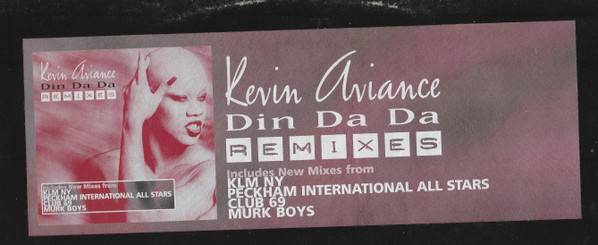 Kevin Aviance
Din Da Da
REMIXES
Includes New Mixes from
KLM NY
PECKHAM INTERNATIONAL ALL STARS
CLUB 69
MURK BOYS
Kevin Aviance
Din Da Da
REMIXES
Includes New Mixes from
KLM NY
PECKHAM INTERNATIONAL ALL STARS
CLUB 69
MURK BOYS